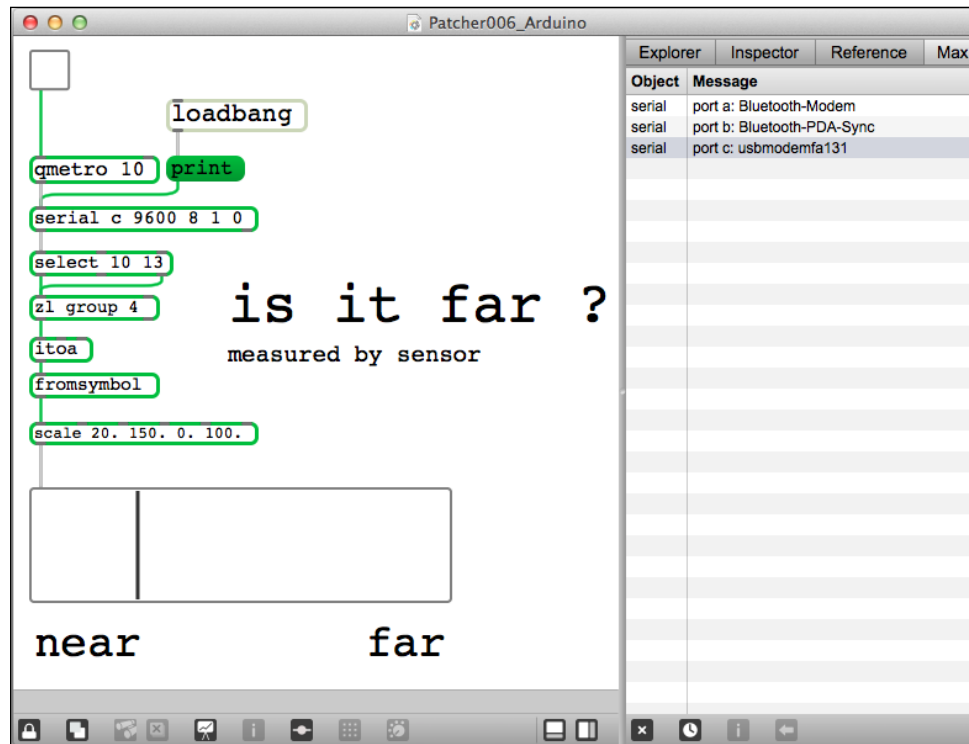 Patcher006_Arduino
Explorer Inspector Reference Max
Object Message
serial port a: Bluetooth-Modem
serial port b: Bluetooth-PDA-Sync
serial port c: usbmodemfa131
loadbang
qmetro 10 print
serial c 9600 8 1 0
select 10 13
zl group 4
is it far ?
itoa
measured by sensor
fromsymbol
scale 20. 150. 0. 100.
near far